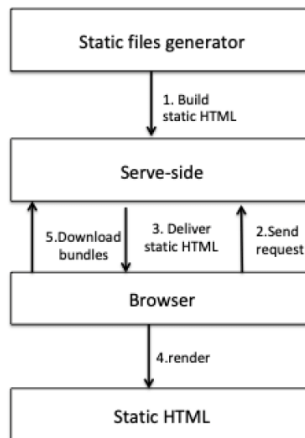 Static files generator
1. Build
static HTML
Serve-side
5.Download
bundles
3. Deliver
static HTML
2.Send
request
Browser
4.render
Static HTML